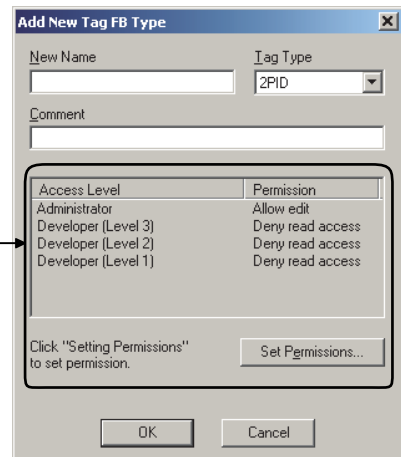 Add New Tag FB Type
New Name Tag Type
2PID
Comment
Access Level Permission
Administrator Allow edit
Developer (Level 3) Deny read access
Developer (Level 2) Deny read access
Developer (Level 1) Deny read access
Click "Setting Permissions"
to set permission.
Set Permissions...
OK Cancel